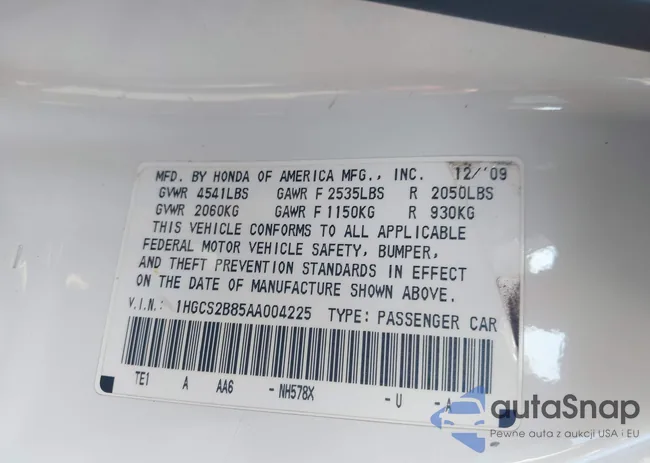 MFD. BY HONDA OF AMERICA MFG., INC. 12/'09
GVWR 4541LBS GAWR F 2535LBS R 2050LBS
GVWR 2060KG GAWR F 1150KG R 930KG
THIS VEHICLE CONFORMS TO ALL APPLICABLE
FEDERAL MOTOR VEHICLE SAFETY, BUMPER,
AND THEFT PREVENTION STANDARDS IN EFFECT
ON THE DATE OF MANUFACTURE SHOWN ABOVE.
V.I.N.: 1HGCS2B85AA004225 TYPE: PASSENGER CAR
TE1 A AA6 - NH578X - U - A
autoSnap
Pewne auta z aukcji USA i EU